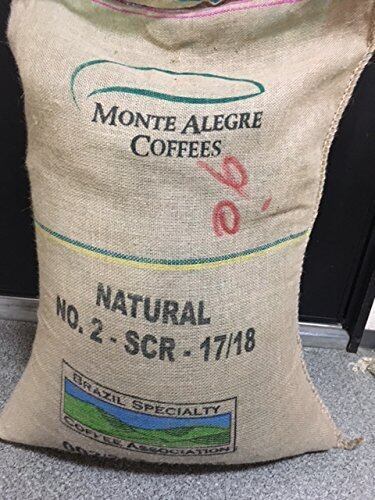 MONTE ALEGRE
COFFEES
NATURAL
NO. 2 - SCR - 17/18
BRAZIL SPECIALTY
COFFEE ASSOCIATION